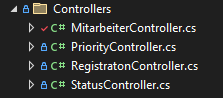 Controllers
C# MitarbeiterController.cs
C# PriorityController.cs
C# RegistratonController.cs
C# StatusController.cs